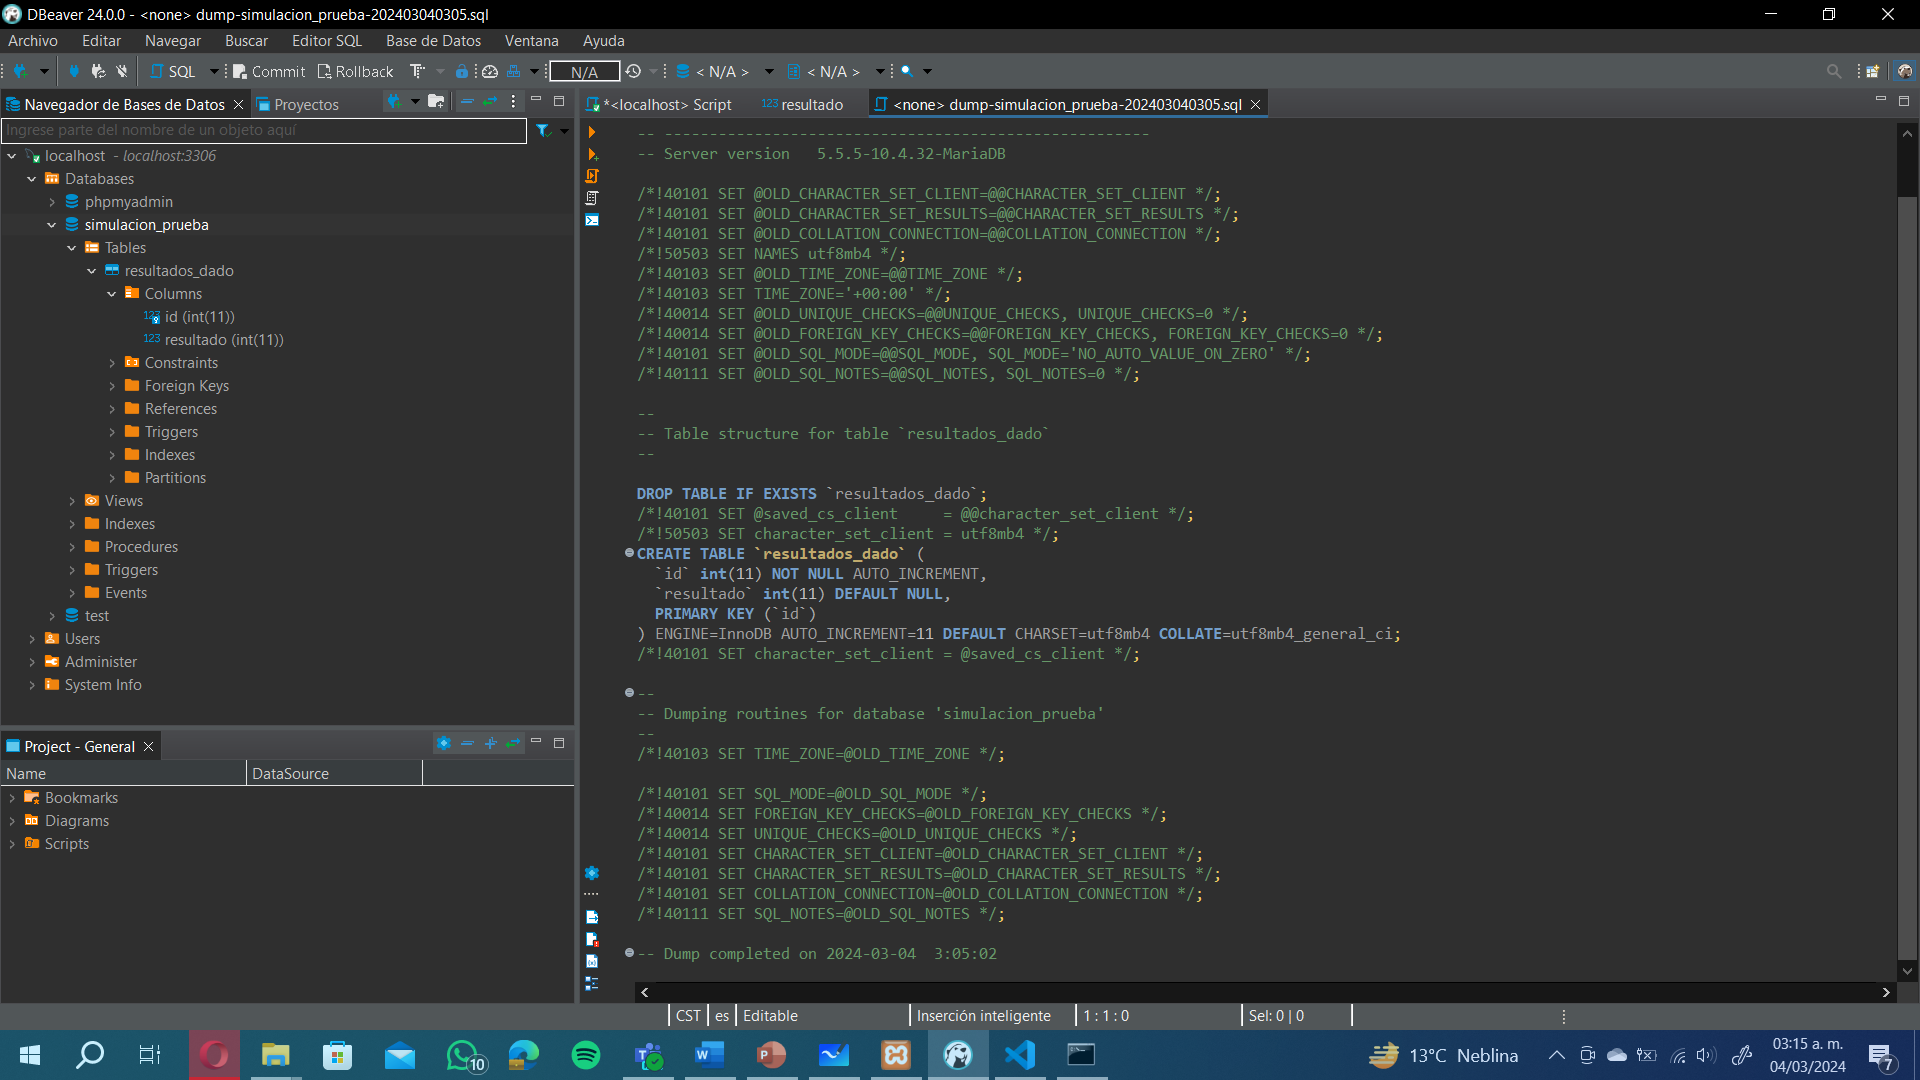 DBeaver 24.0.0 - <none> dump-simulacion_prueba-202403040305.sql
Archivo Editar Navegar Buscar Editor SQL Base de Datos Ventana Ayuda
SQL Commit Rollback N/A < N/A > < N/A >
Navegador de Bases de Datos Proyectos
Ingrese parte del nombre de un objeto aquí
localhost - localhost:3306
Databases
phpmyadmin
simulacion_prueba
Tables
resultados_dado
Columns
id (int(11))
resultado (int(11))
Constraints
Foreign Keys
References
Triggers
Indexes
Partitions
Views
Indexes
Procedures
Triggers
Events
test
Users
Administer
System Info
Project - General
Name DataSource
Bookmarks
Diagrams
Scripts
*<localhost> Script 123 resultado <none> dump-simulacion_prueba-202403040305.sql
-- ------------------------------------------------------
-- Server version   5.5.5-10.4.32-MariaDB
/*!40101 SET @OLD_CHARACTER_SET_CLIENT=@@CHARACTER_SET_CLIENT */;
/*!40101 SET @OLD_CHARACTER_SET_RESULTS=@@CHARACTER_SET_RESULTS */;
/*!40101 SET @OLD_COLLATION_CONNECTION=@@COLLATION_CONNECTION */;
/*!50503 SET NAMES utf8mb4 */;
/*!40103 SET @OLD_TIME_ZONE=@@TIME_ZONE */;
/*!40103 SET TIME_ZONE='+00:00' */;
/*!40014 SET @OLD_UNIQUE_CHECKS=@@UNIQUE_CHECKS, UNIQUE_CHECKS=0 */;
/*!40014 SET @OLD_FOREIGN_KEY_CHECKS=@@FOREIGN_KEY_CHECKS, FOREIGN_KEY_CHECKS=0 */;
/*!40101 SET @OLD_SQL_MODE=@@SQL_MODE, SQL_MODE='NO_AUTO_VALUE_ON_ZERO' */;
/*!40111 SET @OLD_SQL_NOTES=@@SQL_NOTES, SQL_NOTES=0 */;
--
-- Table structure for table `resultados_dado`
--
DROP TABLE IF EXISTS `resultados_dado`;
/*!40101 SET @saved_cs_client     = @@character_set_client */;
/*!50503 SET character_set_client = utf8mb4 */;
CREATE TABLE `resultados_dado` (
  `id` int(11) NOT NULL AUTO_INCREMENT,
  `resultado` int(11) DEFAULT NULL,
  PRIMARY KEY (`id`)
) ENGINE=InnoDB AUTO_INCREMENT=11 DEFAULT CHARSET=utf8mb4 COLLATE=utf8mb4_general_ci;
/*!40101 SET character_set_client = @saved_cs_client */;
--
-- Dumping routines for database 'simulacion_prueba'
--
/*!40103 SET TIME_ZONE=@OLD_TIME_ZONE */;
/*!40101 SET SQL_MODE=@OLD_SQL_MODE */;
/*!40014 SET FOREIGN_KEY_CHECKS=@OLD_FOREIGN_KEY_CHECKS */;
/*!40014 SET UNIQUE_CHECKS=@OLD_UNIQUE_CHECKS */;
/*!40101 SET CHARACTER_SET_CLIENT=@OLD_CHARACTER_SET_CLIENT */;
/*!40101 SET CHARACTER_SET_RESULTS=@OLD_CHARACTER_SET_RESULTS */;
/*!40101 SET COLLATION_CONNECTION=@OLD_COLLATION_CONNECTION */;
/*!40111 SET SQL_NOTES=@OLD_SQL_NOTES */;
-- Dump completed on 2024-03-04  3:05:02
CST es Editable Inserción inteligente 1 : 1 : 0 Sel: 0 | 0
10
13°C Neblina
03:15 a. m.
04/03/2024
7